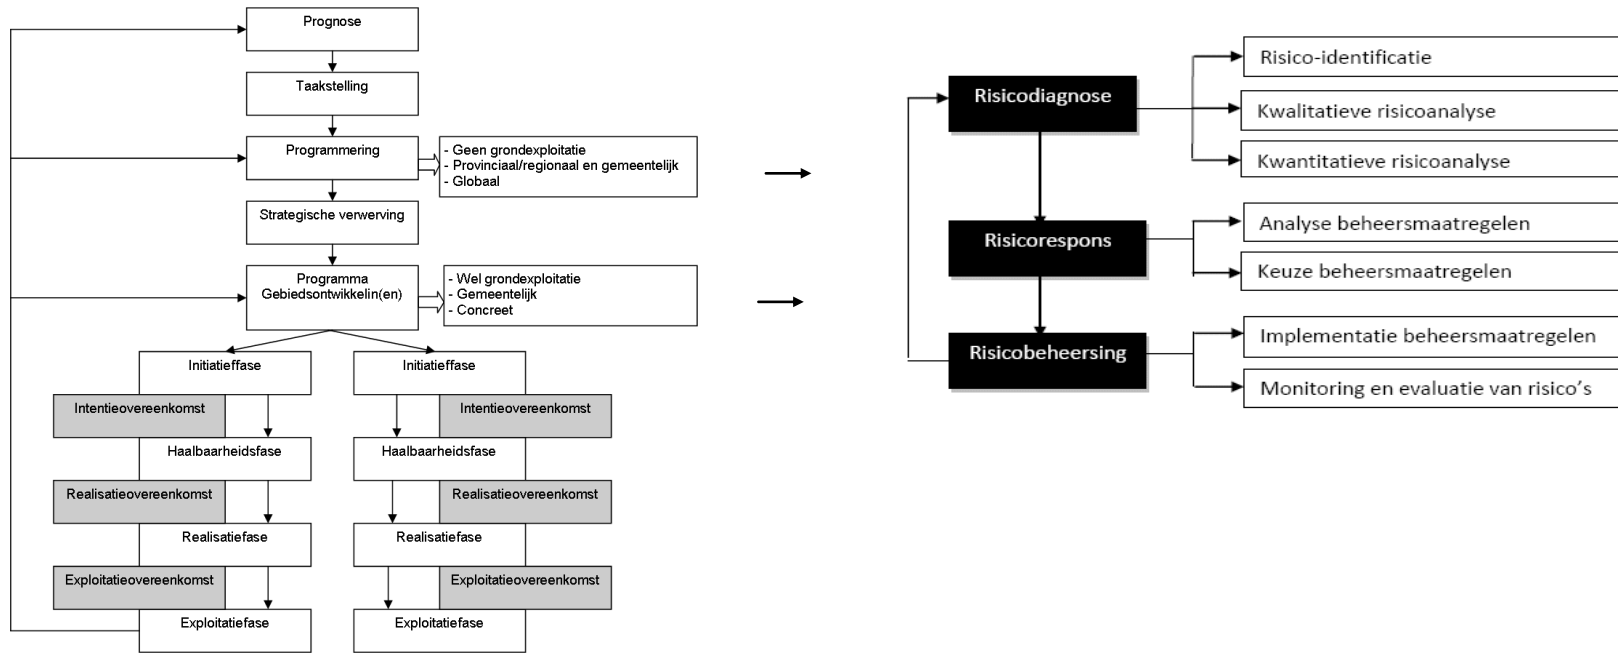 Prognose
Taakstelling
Programmering
- Geen grondexploitatie
- Provinciaal/regionaal en gemeentelijk
- Globaal
Strategische verwerving
Programma
Gebiedsontwikkelin(en)
- Wel grondexploitatie
- Gemeentelijk
- Concreet
Initiatieffase
Intentieovereenkomst
Haalbaarheidsfase
Realisatieovereenkomst
Realisatiefase
Exploitatieovereenkomst
Exploitatiefase
Initiatieffase
Intentieovereenkomst
Haalbaarheidsfase
Realisatieovereenkomst
Realisatiefase
Exploitatieovereenkomst
Exploitatiefase
Risicodiagnose
Risico-identificatie
Kwalitatieve risicoanalyse
Kwantitatieve risicoanalyse
Risicorespons
Analyse beheersmaatregelen
Keuze beheersmaatregelen
Risicobeheersing
Implementatie beheersmaatregelen
Monitoring en evaluatie van risico's